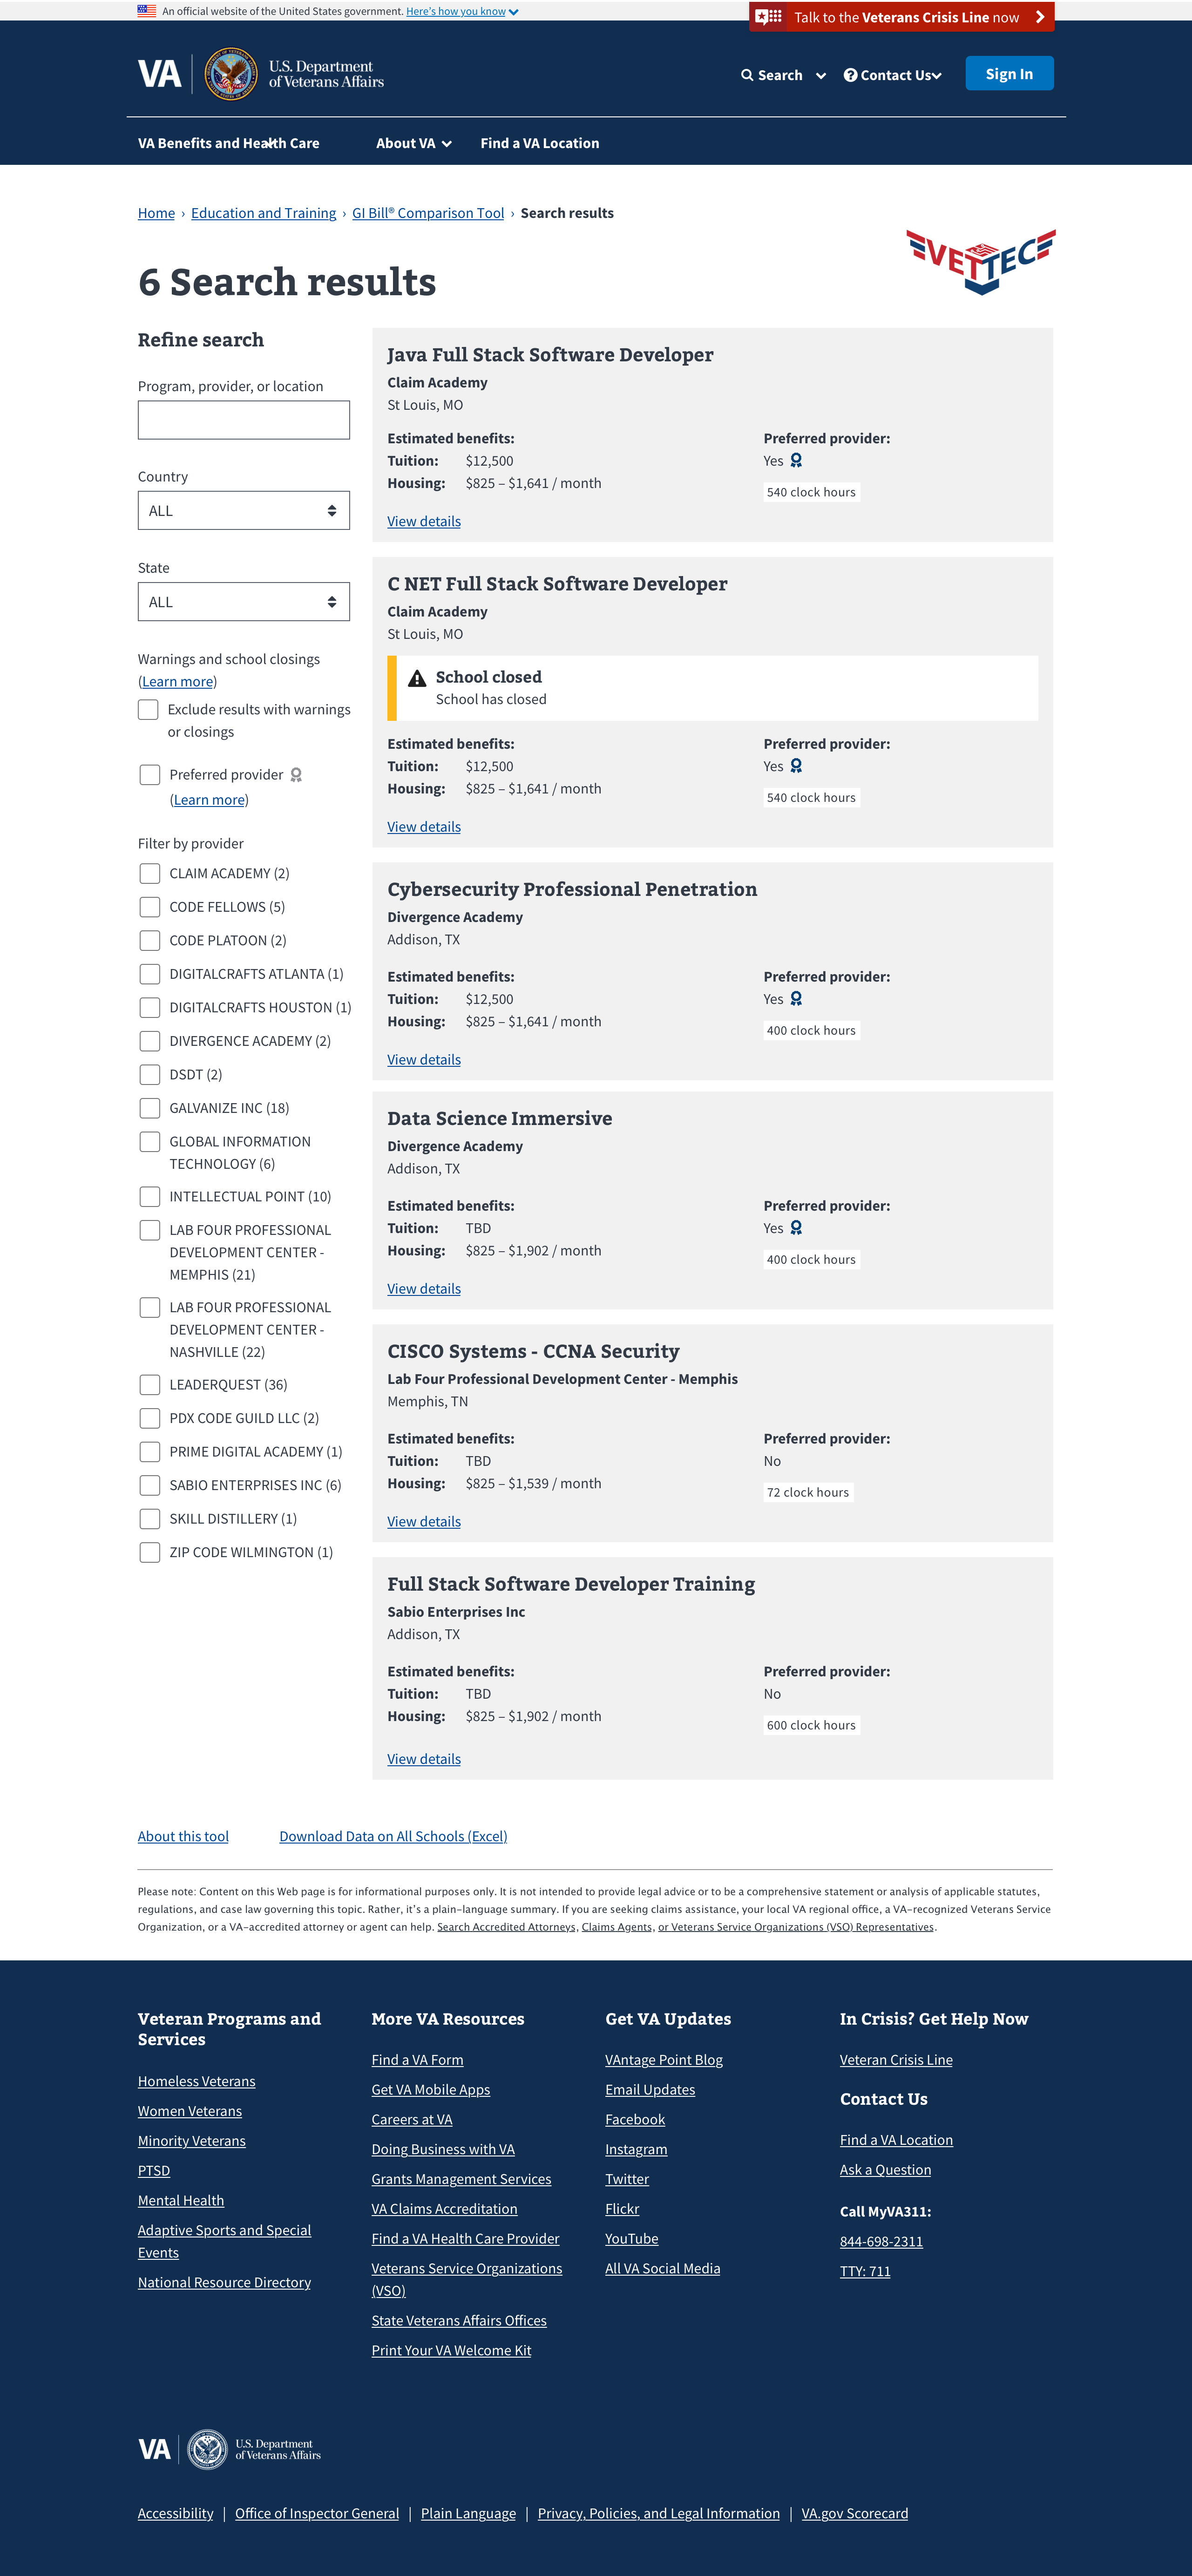 An official website of the United States government. Here's how you know
Talk to the Veterans Crisis Line now
VA
U.S. Department
of Veterans Affairs
Search
Contact Us
Sign In
VA Benefits and Health Care
About VA
Find a VA Location
Home › Education and Training › GI Bill® Comparison Tool › Search results
VET TEC
6 Search results
Refine search
Program, provider, or location
Country
ALL
State
ALL
Warnings and school closings
(Learn more)
Exclude results with warnings
or closings
Preferred provider
(Learn more)
Filter by provider
CLAIM ACADEMY (2)
CODE FELLOWS (5)
CODE PLATOON (2)
DIGITALCRAFTS ATLANTA (1)
DIGITALCRAFTS HOUSTON (1)
DIVERGENCE ACADEMY (2)
DSDT (2)
GALVANIZE INC (18)
GLOBAL INFORMATION
TECHNOLOGY (6)
INTELLECTUAL POINT (10)
LAB FOUR PROFESSIONAL
DEVELOPMENT CENTER -
MEMPHIS (21)
LAB FOUR PROFESSIONAL
DEVELOPMENT CENTER -
NASHVILLE (22)
LEADERQUEST (36)
PDX CODE GUILD LLC (2)
PRIME DIGITAL ACADEMY (1)
SABIO ENTERPRISES INC (6)
SKILL DISTILLERY (1)
ZIP CODE WILMINGTON (1)
Java Full Stack Software Developer
Claim Academy
St Louis, MO
Estimated benefits:
Tuition: $12,500
Housing: $825 – $1,641 / month
Preferred provider:
Yes
540 clock hours
View details
C NET Full Stack Software Developer
Claim Academy
St Louis, MO
School closed
School has closed
Estimated benefits:
Tuition: $12,500
Housing: $825 – $1,641 / month
Preferred provider:
Yes
540 clock hours
View details
Cybersecurity Professional Penetration
Divergence Academy
Addison, TX
Estimated benefits:
Tuition: $12,500
Housing: $825 – $1,641 / month
Preferred provider:
Yes
400 clock hours
View details
Data Science Immersive
Divergence Academy
Addison, TX
Estimated benefits:
Tuition: TBD
Housing: $825 – $1,902 / month
Preferred provider:
Yes
400 clock hours
View details
CISCO Systems - CCNA Security
Lab Four Professional Development Center - Memphis
Memphis, TN
Estimated benefits:
Tuition: TBD
Housing: $825 – $1,539 / month
Preferred provider:
No
72 clock hours
View details
Full Stack Software Developer Training
Sabio Enterprises Inc
Addison, TX
Estimated benefits:
Tuition: TBD
Housing: $825 – $1,902 / month
Preferred provider:
No
600 clock hours
View details
About this tool
Download Data on All Schools (Excel)
Please note: Content on this Web page is for informational purposes only. It is not intended to provide legal advice or to be a comprehensive statement or analysis of applicable statutes,
regulations, and case law governing this topic. Rather, it's a plain-language summary. If you are seeking claims assistance, your local VA regional office, a VA-recognized Veterans Service
Organization, or a VA-accredited attorney or agent can help. Search Accredited Attorneys, Claims Agents, or Veterans Service Organizations (VSO) Representatives.
Veteran Programs and
Services
Homeless Veterans
Women Veterans
Minority Veterans
PTSD
Mental Health
Adaptive Sports and Special
Events
National Resource Directory
More VA Resources
Find a VA Form
Get VA Mobile Apps
Careers at VA
Doing Business with VA
Grants Management Services
VA Claims Accreditation
Find a VA Health Care Provider
Veterans Service Organizations
(VSO)
State Veterans Affairs Offices
Print Your VA Welcome Kit
Get VA Updates
VAntage Point Blog
Email Updates
Facebook
Instagram
Twitter
Flickr
YouTube
All VA Social Media
In Crisis? Get Help Now
Veteran Crisis Line
Contact Us
Find a VA Location
Ask a Question
Call MyVA311:
844-698-2311
TTY: 711
VA
U.S. Department
of Veterans Affairs
Accessibility | Office of Inspector General | Plain Language | Privacy, Policies, and Legal Information | VA.gov Scorecard